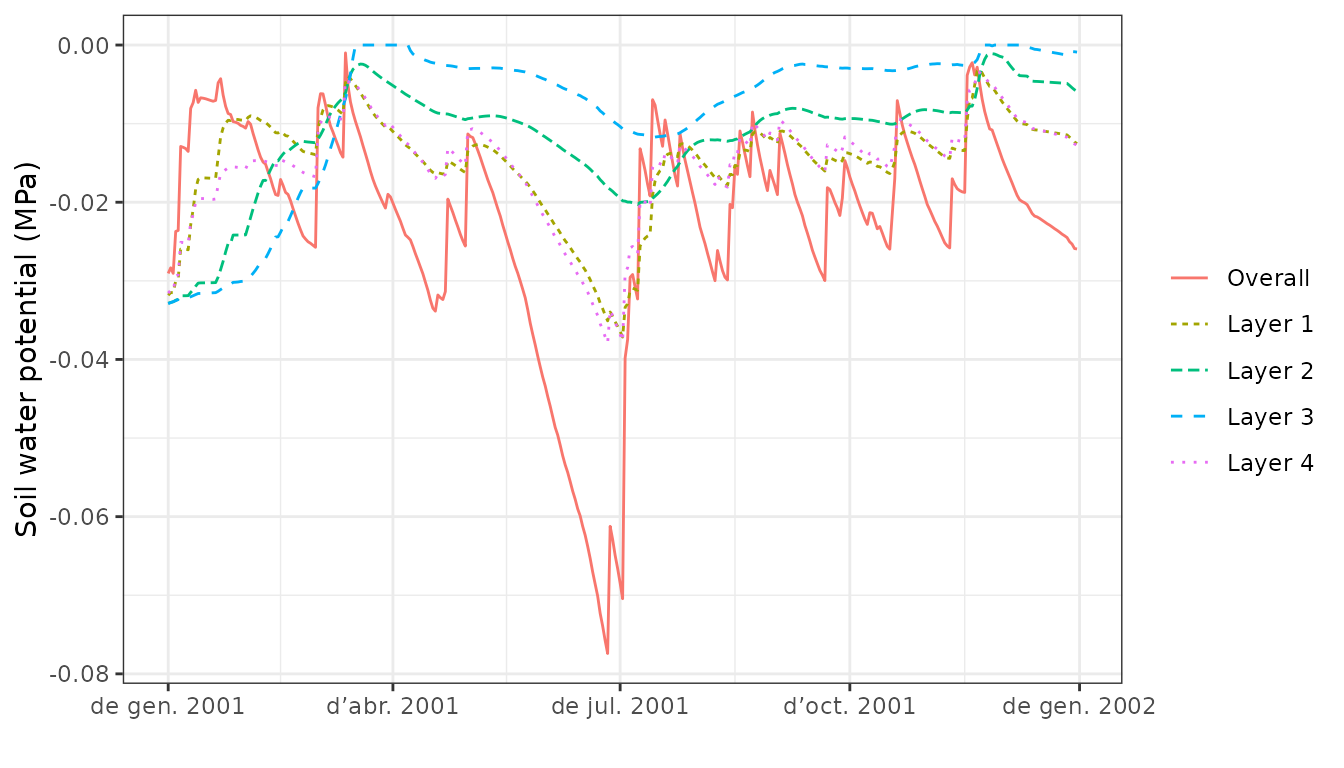 Soil water potential (MPa)
0.00
-0.02
-0.04
-0.06
-0.08
de gen. 2001
d’abr. 2001
de jul. 2001
d’oct. 2001
de gen. 2002
Overall
Layer 1
Layer 2
Layer 3
Layer 4